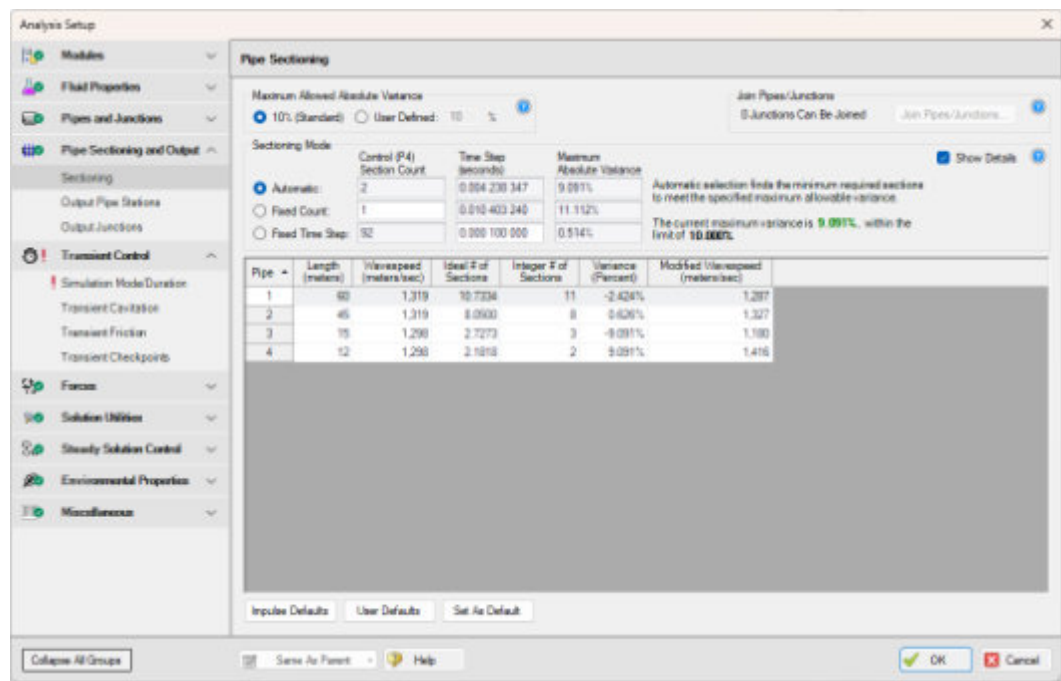 Analysis Setup
Modules
Fluid Properties
Pipes and Junctions
Pipe Sectioning and Output
Sectioning
Output Pipe Stations
Output Junctions
Transient Control
Simulation Mode/Duration
Transient Cavitation
Transient Friction
Transient Checkpoints
Forces
Solution Utilities
Steady Solution Control
Environmental Properties
Miscellaneous
Collapse All Groups
Pipe Sectioning
Maximum Allowed Absolute Variance
10% (Standard) User Defined: 10 %
Join Pipes/Junctions
0 Junctions Can Be Joined Join Pipes/Junctions...
Sectioning Mode
Control (P4) Section Count Time Step (seconds) Maximum Absolute Variance
Show Details
Automatic: 2 0.004 238 347 9.091%
Fixed Count: 1 0.010 403 240 11.112%
Fixed Time Step: 92 0.000 100 000 0.514%
Automatic selection finds the minimum required sections
to meet the specified maximum allowable variance.
The current maximum variance is 9.091%, within the
limit of 10.000%.
Pipe Length (meters) Wavespeed (meters/sec) Ideal # of Sections Integer # of Sections Variance (Percent) Modified Wavespeed (meters/sec)
1 60 1,319 10.7334 11 -2.424% 1,287
2 45 1,319 8.0500 8 0.626% 1,327
3 15 1,298 2.7273 3 -9.091% 1,180
4 12 1,298 2.1818 2 9.091% 1,416
Impulse Defaults User Defaults Set As Default
Same As Parent Help OK Cancel